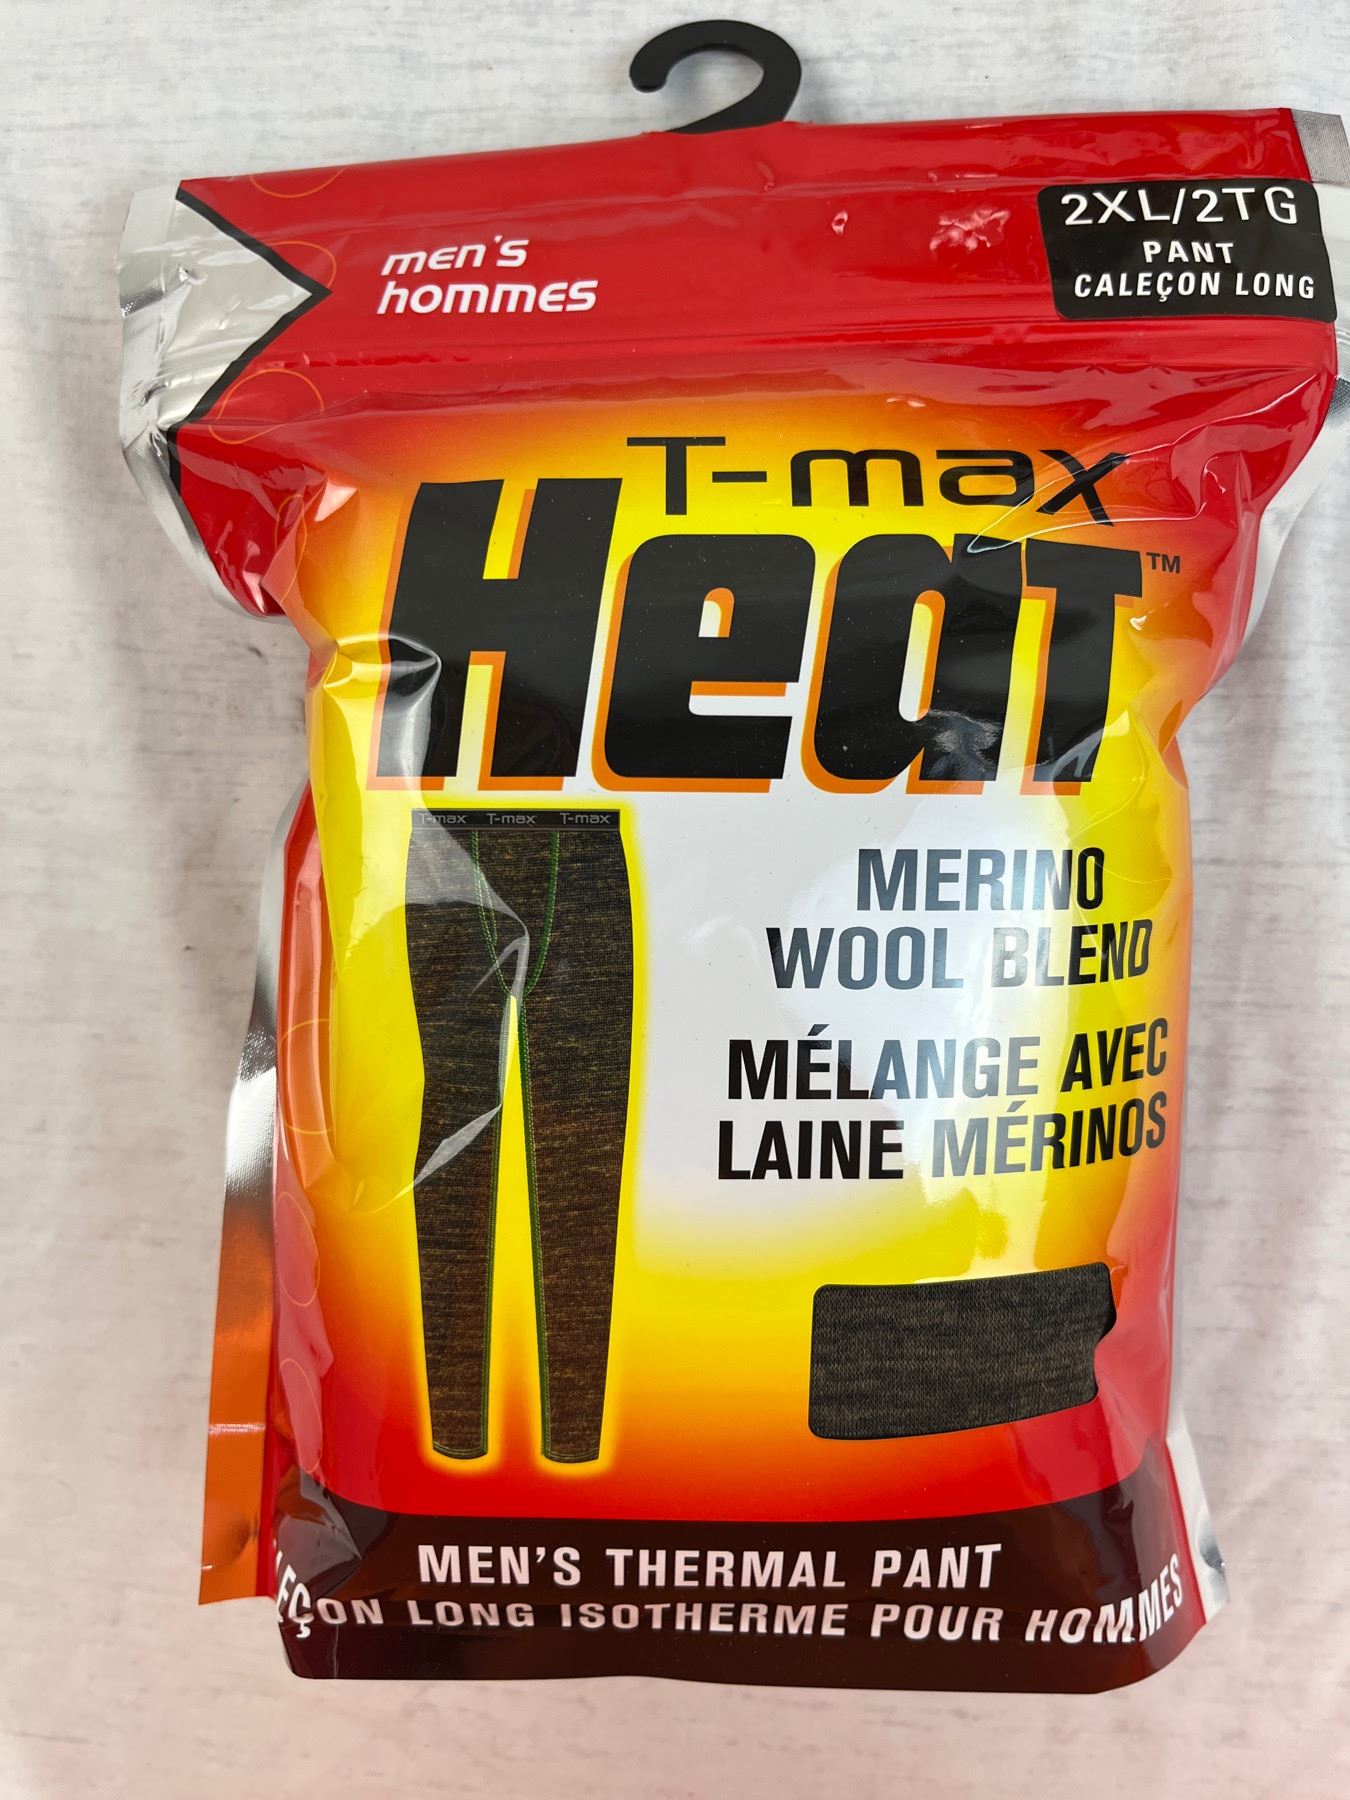 men's
hommes
2XL/2TG
PANT
CALEÇON LONG
T-max
HEAT™
T-max T-max T-max
MERINO
WOOL BLEND
MÉLANGE AVEC
LAINE MÉRINOS
MEN'S THERMAL PANT
CALEÇON LONG ISOTHERME POUR HOMMES